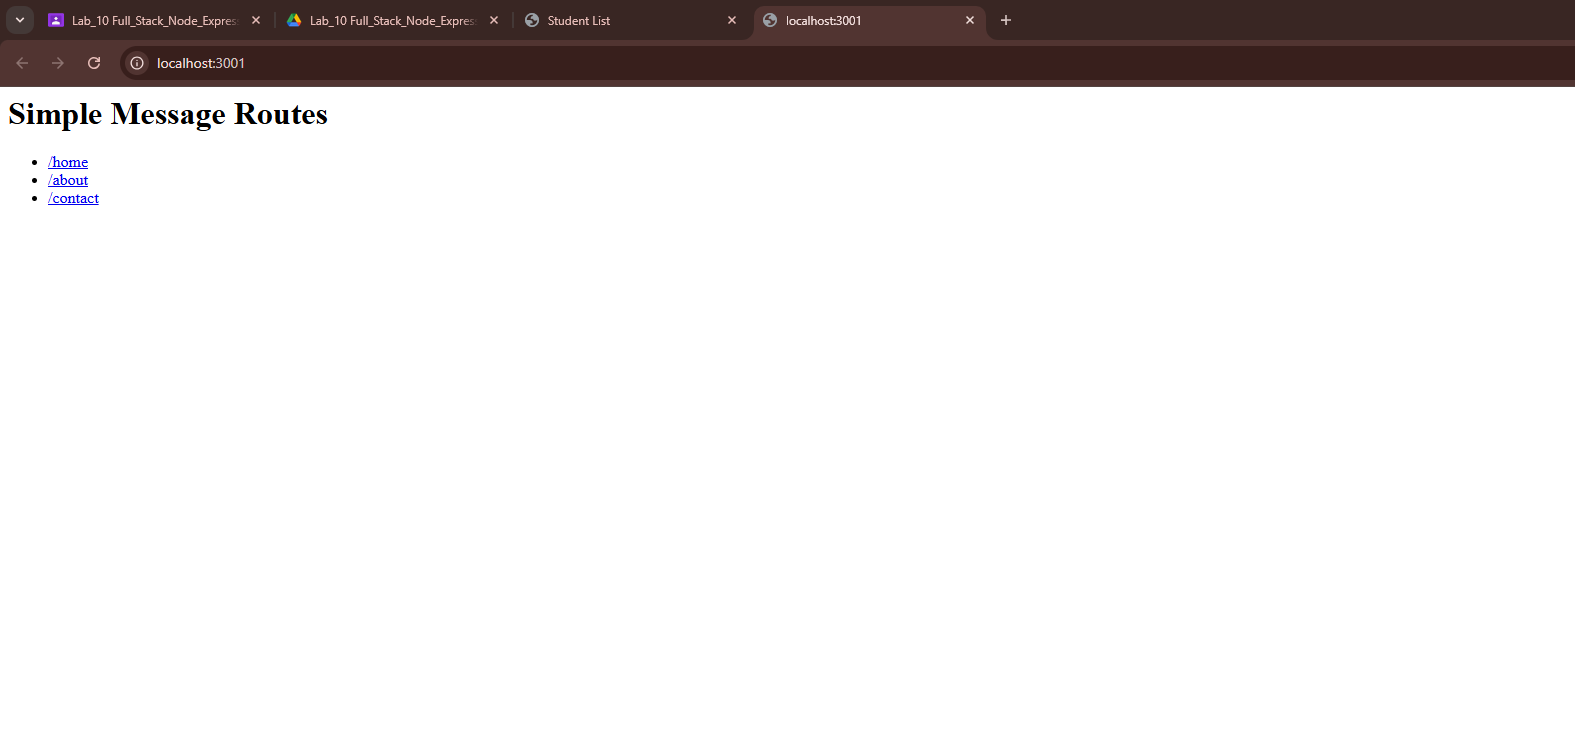 Lab_10 Full_Stack_Node_Expres
Lab_10 Full_Stack_Node_Expres
Student List
localhost:3001
localhost:3001
Simple Message Routes
/home
/about
/contact